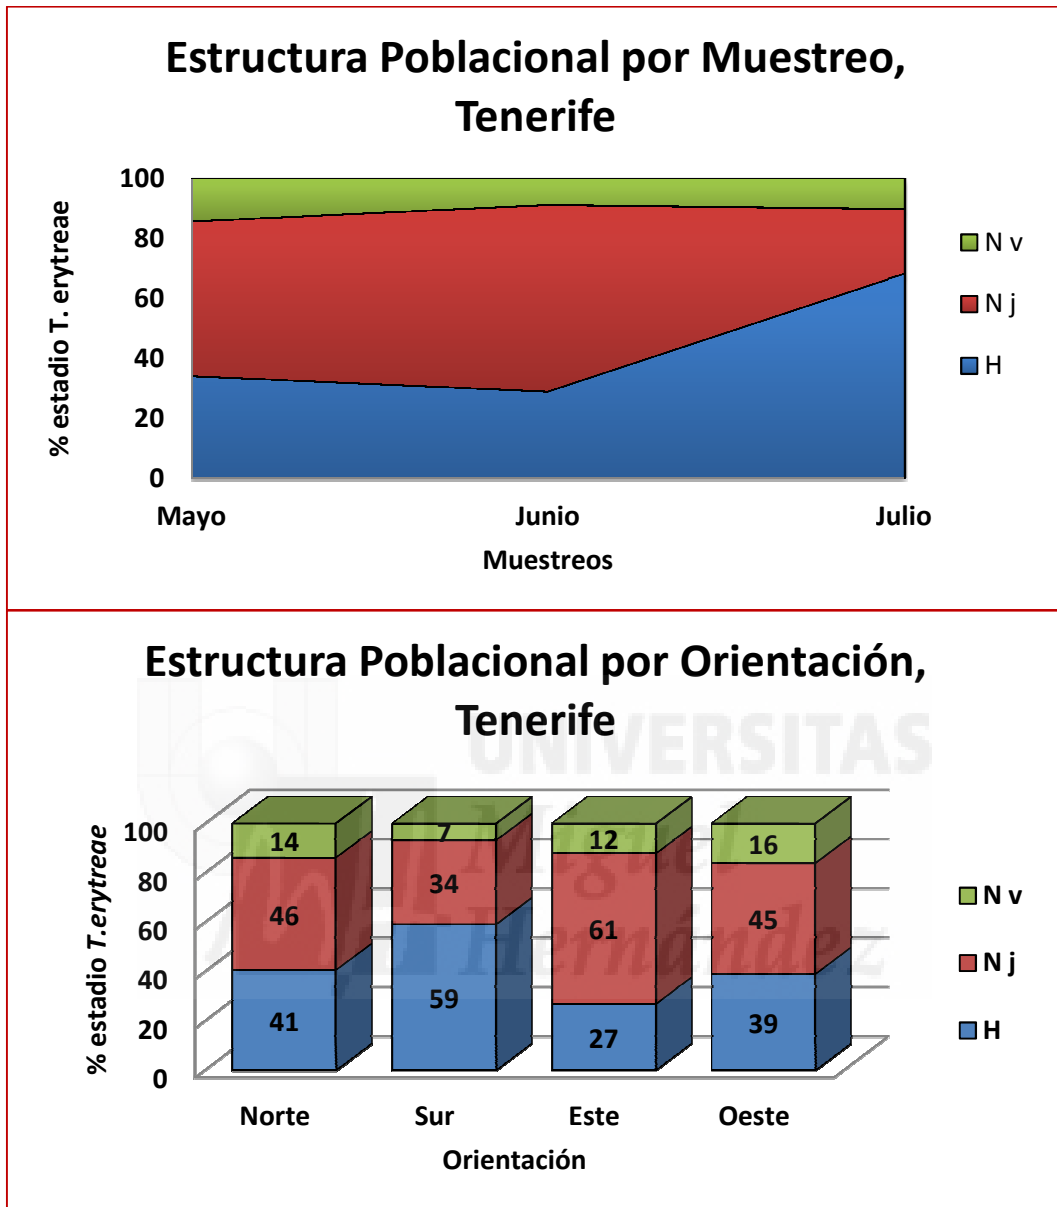 Estructura Poblacional por Muestreo,
Tenerife
100
80
60
40
20
0
% estadio T. erytreae
Mayo
Junio
Julio
Muestreos
N v
N j
H
Estructura Poblacional por Orientación,
Tenerife
UNIVERSITAS
Miguel
Hernández
100
80
60
40
20
0
% estadio T.erytreae
14
7
12
16
46
34
61
45
41
59
27
39
Norte
Sur
Este
Oeste
Orientación
N v
N j
H